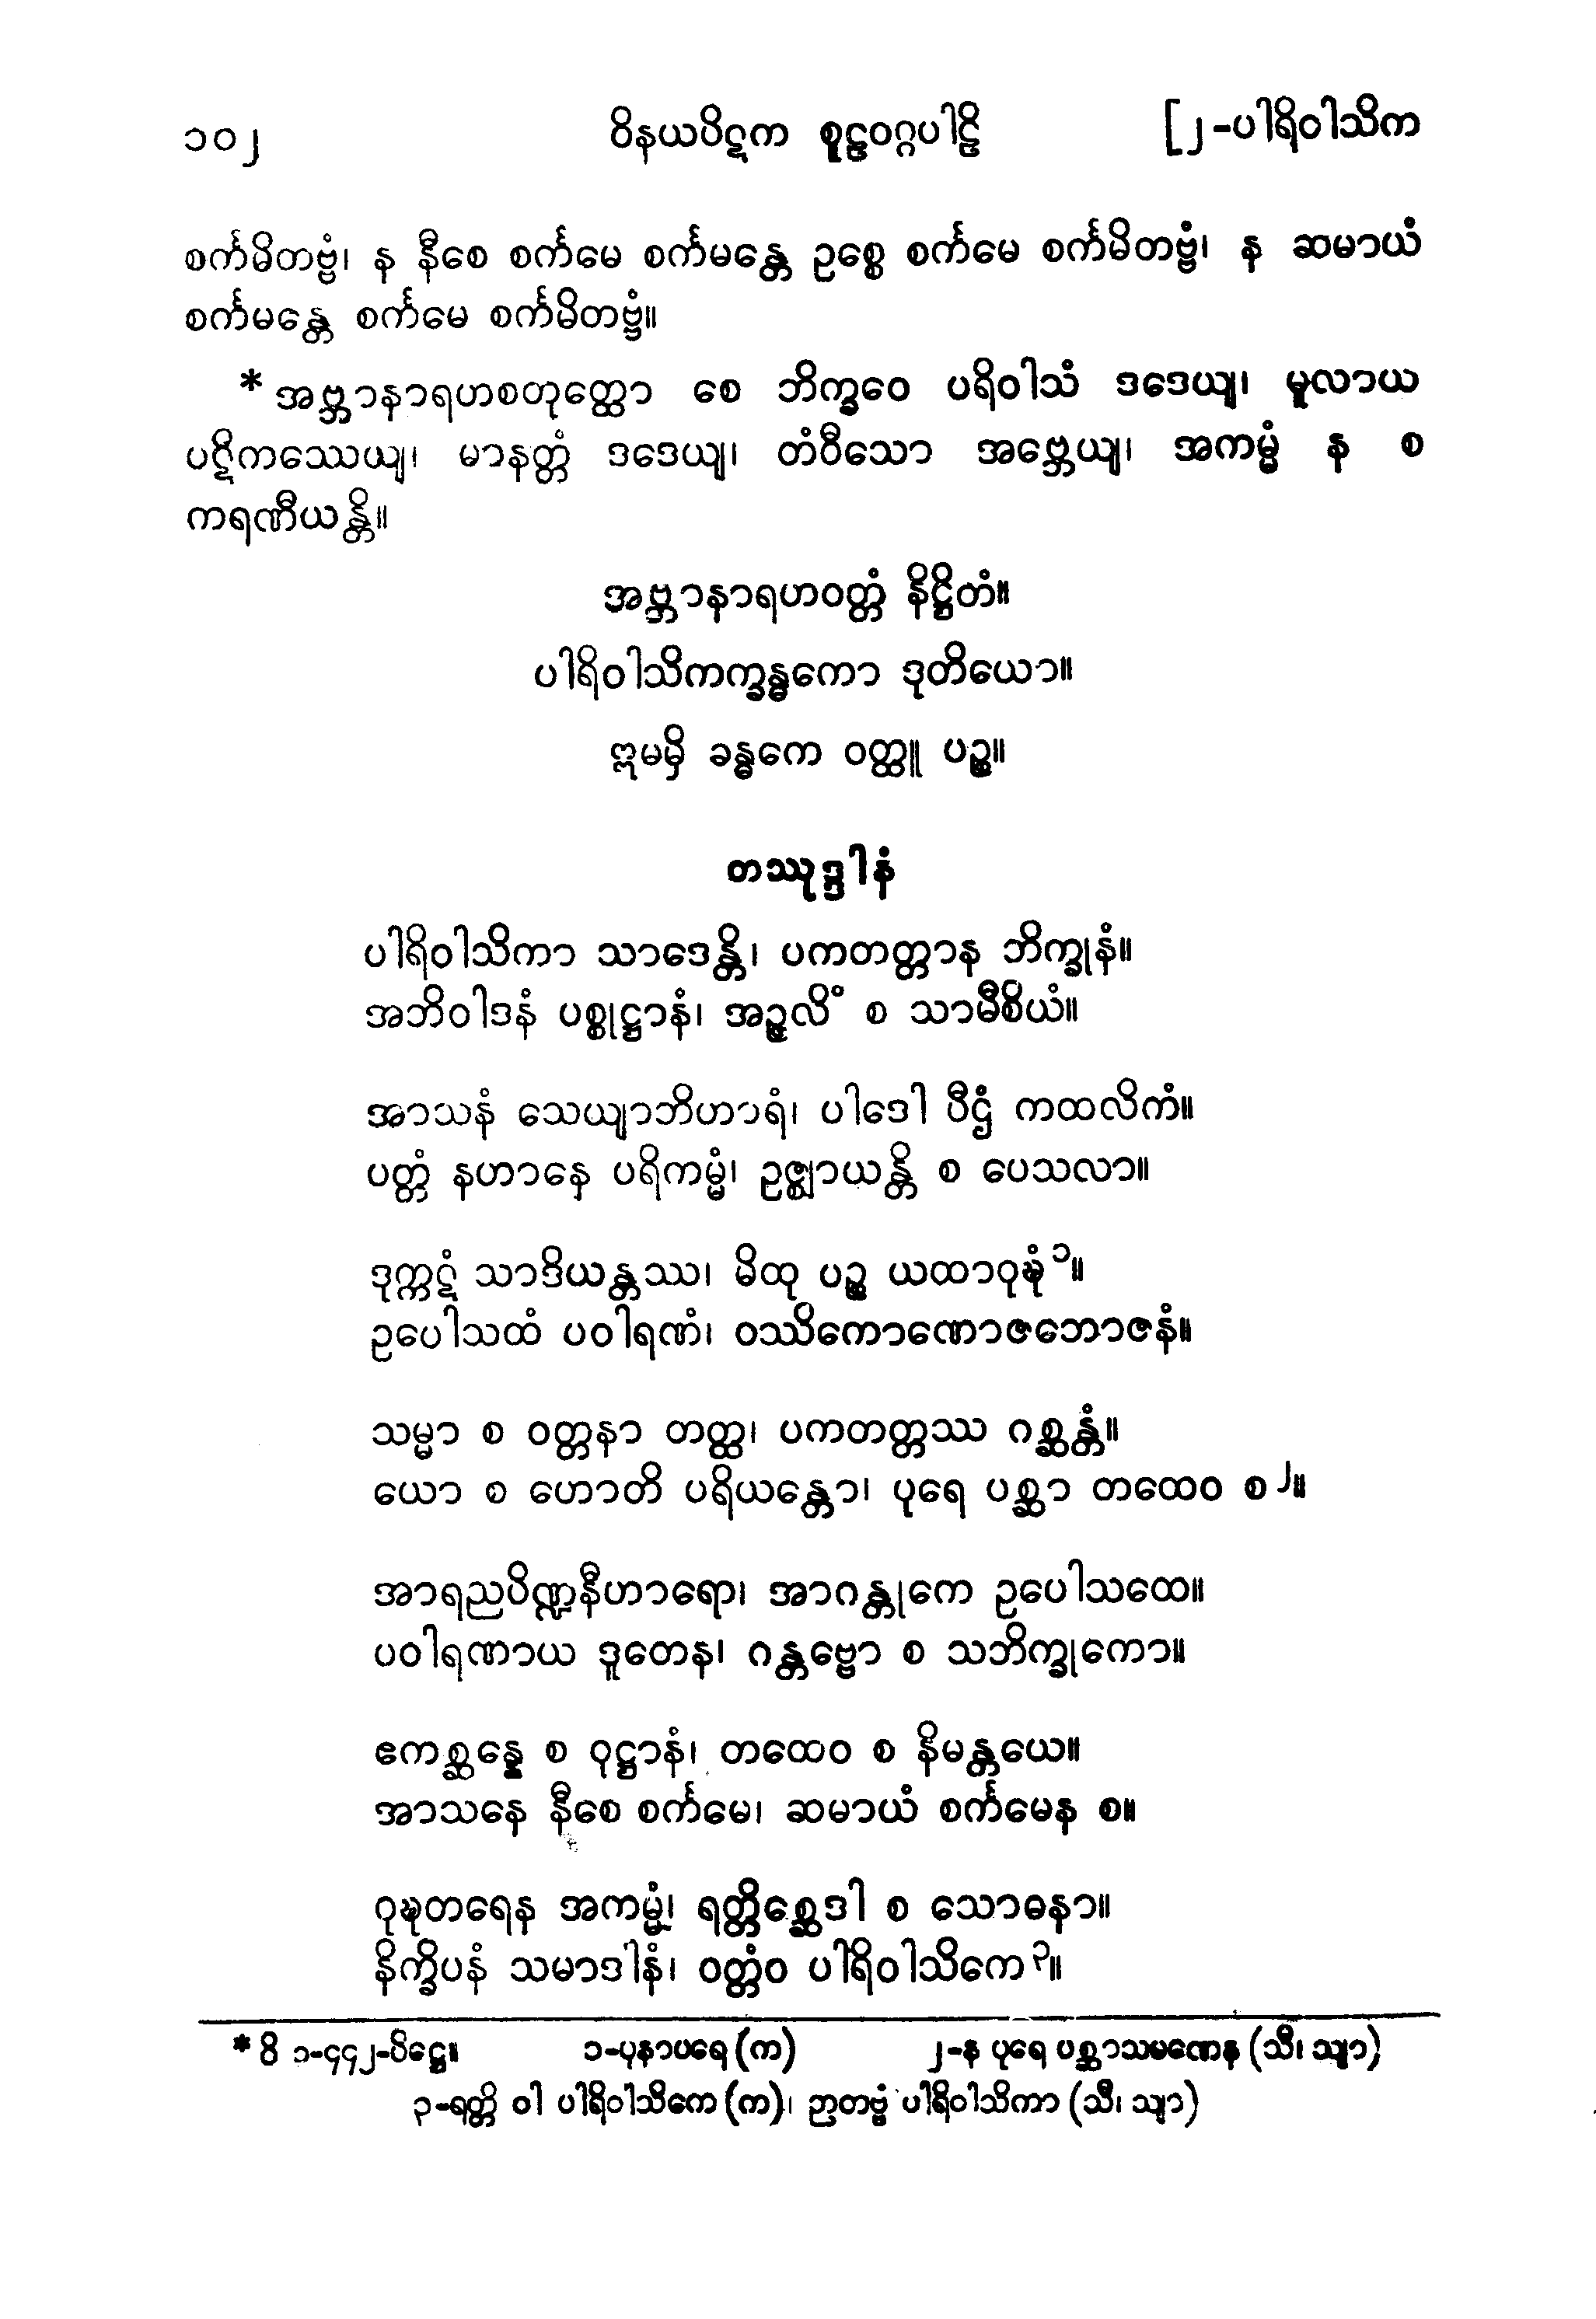 ၁၀၂ ဝိနယပိဋက စူဠဝဂ္ဂပါဠိ [၂-ပါရိဝါသိက
စင်္ကမိတဗ္ဗံ၊ န နီစေ စင်္ကမေ စင်္ကမန္တေ ဥစ္စေ စင်္ကမေ စင်္ကမိတဗ္ဗံ၊ န ဆမာယံ
စင်္ကမန္တေ စင်္ကမေ စင်္ကမိတဗ္ဗံ။
* အဗ္ဘာနာရဟစတုတ္ထော စေ ဘိက္ခဝေ ပရိဝါသံ ဒဒေယျ၊ မူလာယ
ပဋိကဿေယျ၊ မာနတ္တံ ဒဒေယျ၊ တံဝီသော အဗ္ဘေယျ၊ အကမ္မံ န စ
ကရဏီယန္တိ။
အဗ္ဘာနာရဟဝတ္တံ နိဋ္ဌိတံ။
ပါရိဝါသိကက္ခန္ဓကော ဒုတိယော။
ဣမမှိ ခန္ဓကေ ဝတ္ထူ ပဉ္စ။
တဿုဒ္ဒါနံ
ပါရိဝါသိကာ သာဒေန္တိ၊ ပကတတ္တာန ဘိက္ခုနံ။
အဘိဝါဒနံ ပစ္စုဋ္ဌာနံ၊ အဉ္ဇလိံ စ သာမီစိယံ။
အာသနံ သေယျာဘိဟာရံ၊ ပါဒေါ ပီဌံ ကထလိကံ။
ပတ္တံ နဟာနေ ပရိကမ္မံ၊ ဥဇ္ဈာယန္တိ စ ပေသလာ။
ဒုက္ကဋံ သာဒိယန္တဿ၊ မိထု ပဉ္စ ယထာဝုဍ္ဎံ၁။
ဥပေါသထံ ပဝါရဏံ၊ ဝဿိကောဏောဇဘောဇနံ။
သမ္မာ စ ဝတ္တနာ တတ္ထ၊ ပကတတ္တဿ ဂစ္ဆန္တံ။
ယော စ ဟောတိ ပရိယန္တော၊ ပုရေ ပစ္ဆာ တထေဝ စ၂။
အာရညပိဏ္ဍနီဟာရော၊ အာဂန္တုကေ ဥပေါသထေ။
ပဝါရဏာယ ဒူတေန၊ ဂန္တဗ္ဗော စ သဘိက္ခုကော။
ဧကစ္ဆန္နေ စ ဝုဋ္ဌာနံ၊ တထေဝ စ နိမန္တယေ။
အာသနေ နီစေ စင်္ကမေ၊ ဆမာယံ စင်္ကမေန စ။
ဝုဍ္ဎတရေန အကမ္မံ၊ ရတ္တိစ္ဆေဒါ စ သောဓနာ။
နိက္ခိပနံ သမာဒါနံ၊ ဝတ္တံဝ ပါရိဝါသိကေ၃။
* ဝိ ၁-၄၄၂-ပိဋ္ဌေ။ ၁-ပုနာပရေ (က) ၂-န ပုရေ ပစ္ဆာသမဏေန (သီ၊ သျာ)
၃-ရတ္တိ ဝါ ပါရိဝါသိကေ (က)၊ ဉာတဗ္ဗံ ပါရိဝါသိကာ (သီ၊ သျာ)